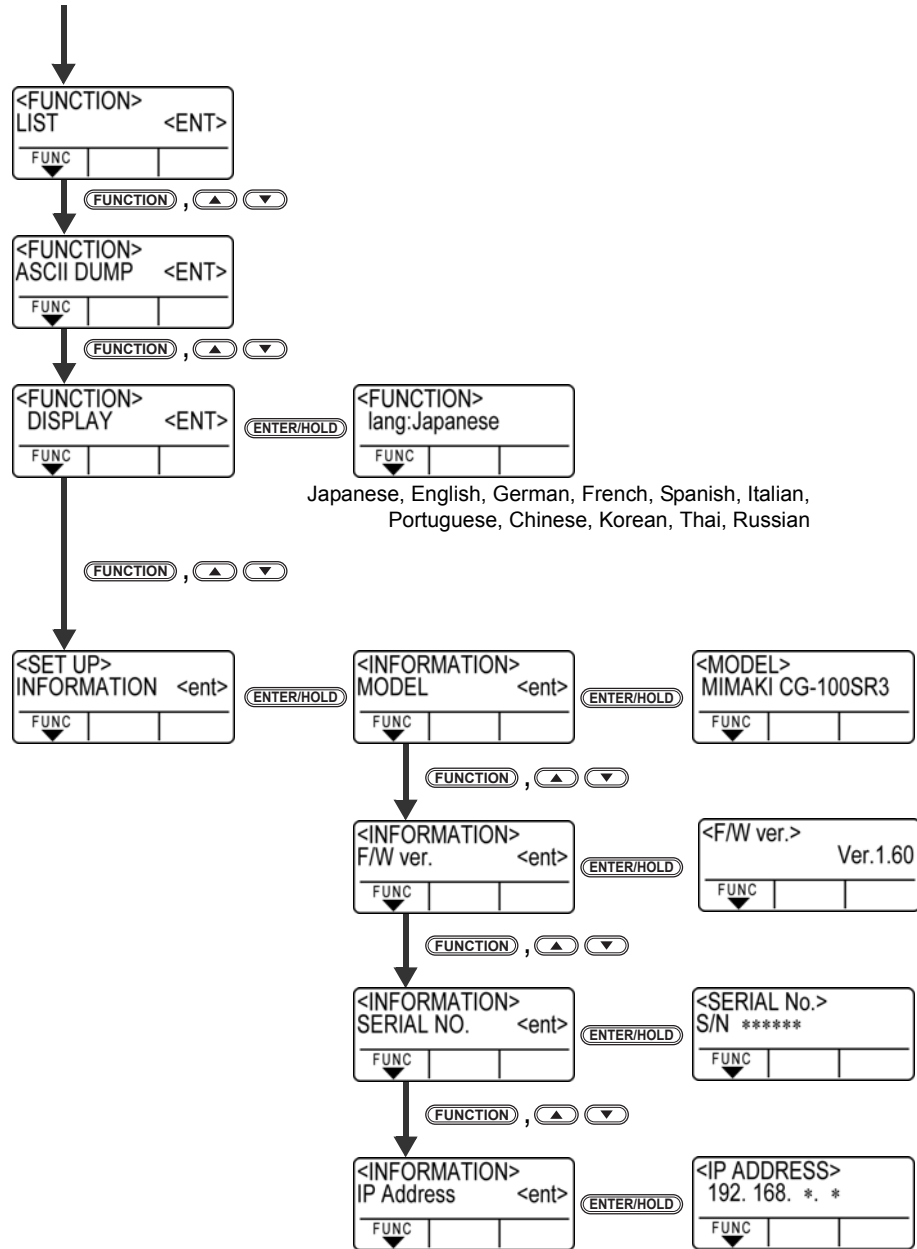 <FUNCTION>
LIST <ENT>
FUNC
FUNCTION ,
<FUNCTION>
ASCII DUMP <ENT>
FUNC
FUNCTION ,
<FUNCTION>
DISPLAY <ENT>
FUNC
ENTER/HOLD
<FUNCTION>
lang:Japanese
FUNC
Japanese, English, German, French, Spanish, Italian,
Portuguese, Chinese, Korean, Thai, Russian
FUNCTION ,
<SET UP>
INFORMATION <ent>
FUNC
ENTER/HOLD
<INFORMATION>
MODEL <ent>
FUNC
ENTER/HOLD
<MODEL>
MIMAKI CG-100SR3
FUNC
FUNCTION ,
<INFORMATION>
F/W ver. <ent>
FUNC
ENTER/HOLD
<F/W ver.>
Ver.1.60
FUNC
FUNCTION ,
<INFORMATION>
SERIAL NO. <ent>
FUNC
ENTER/HOLD
<SERIAL No.>
S/N ******
FUNC
FUNCTION ,
<INFORMATION>
IP Address <ent>
FUNC
ENTER/HOLD
<IP ADDRESS>
192. 168. *. *
FUNC